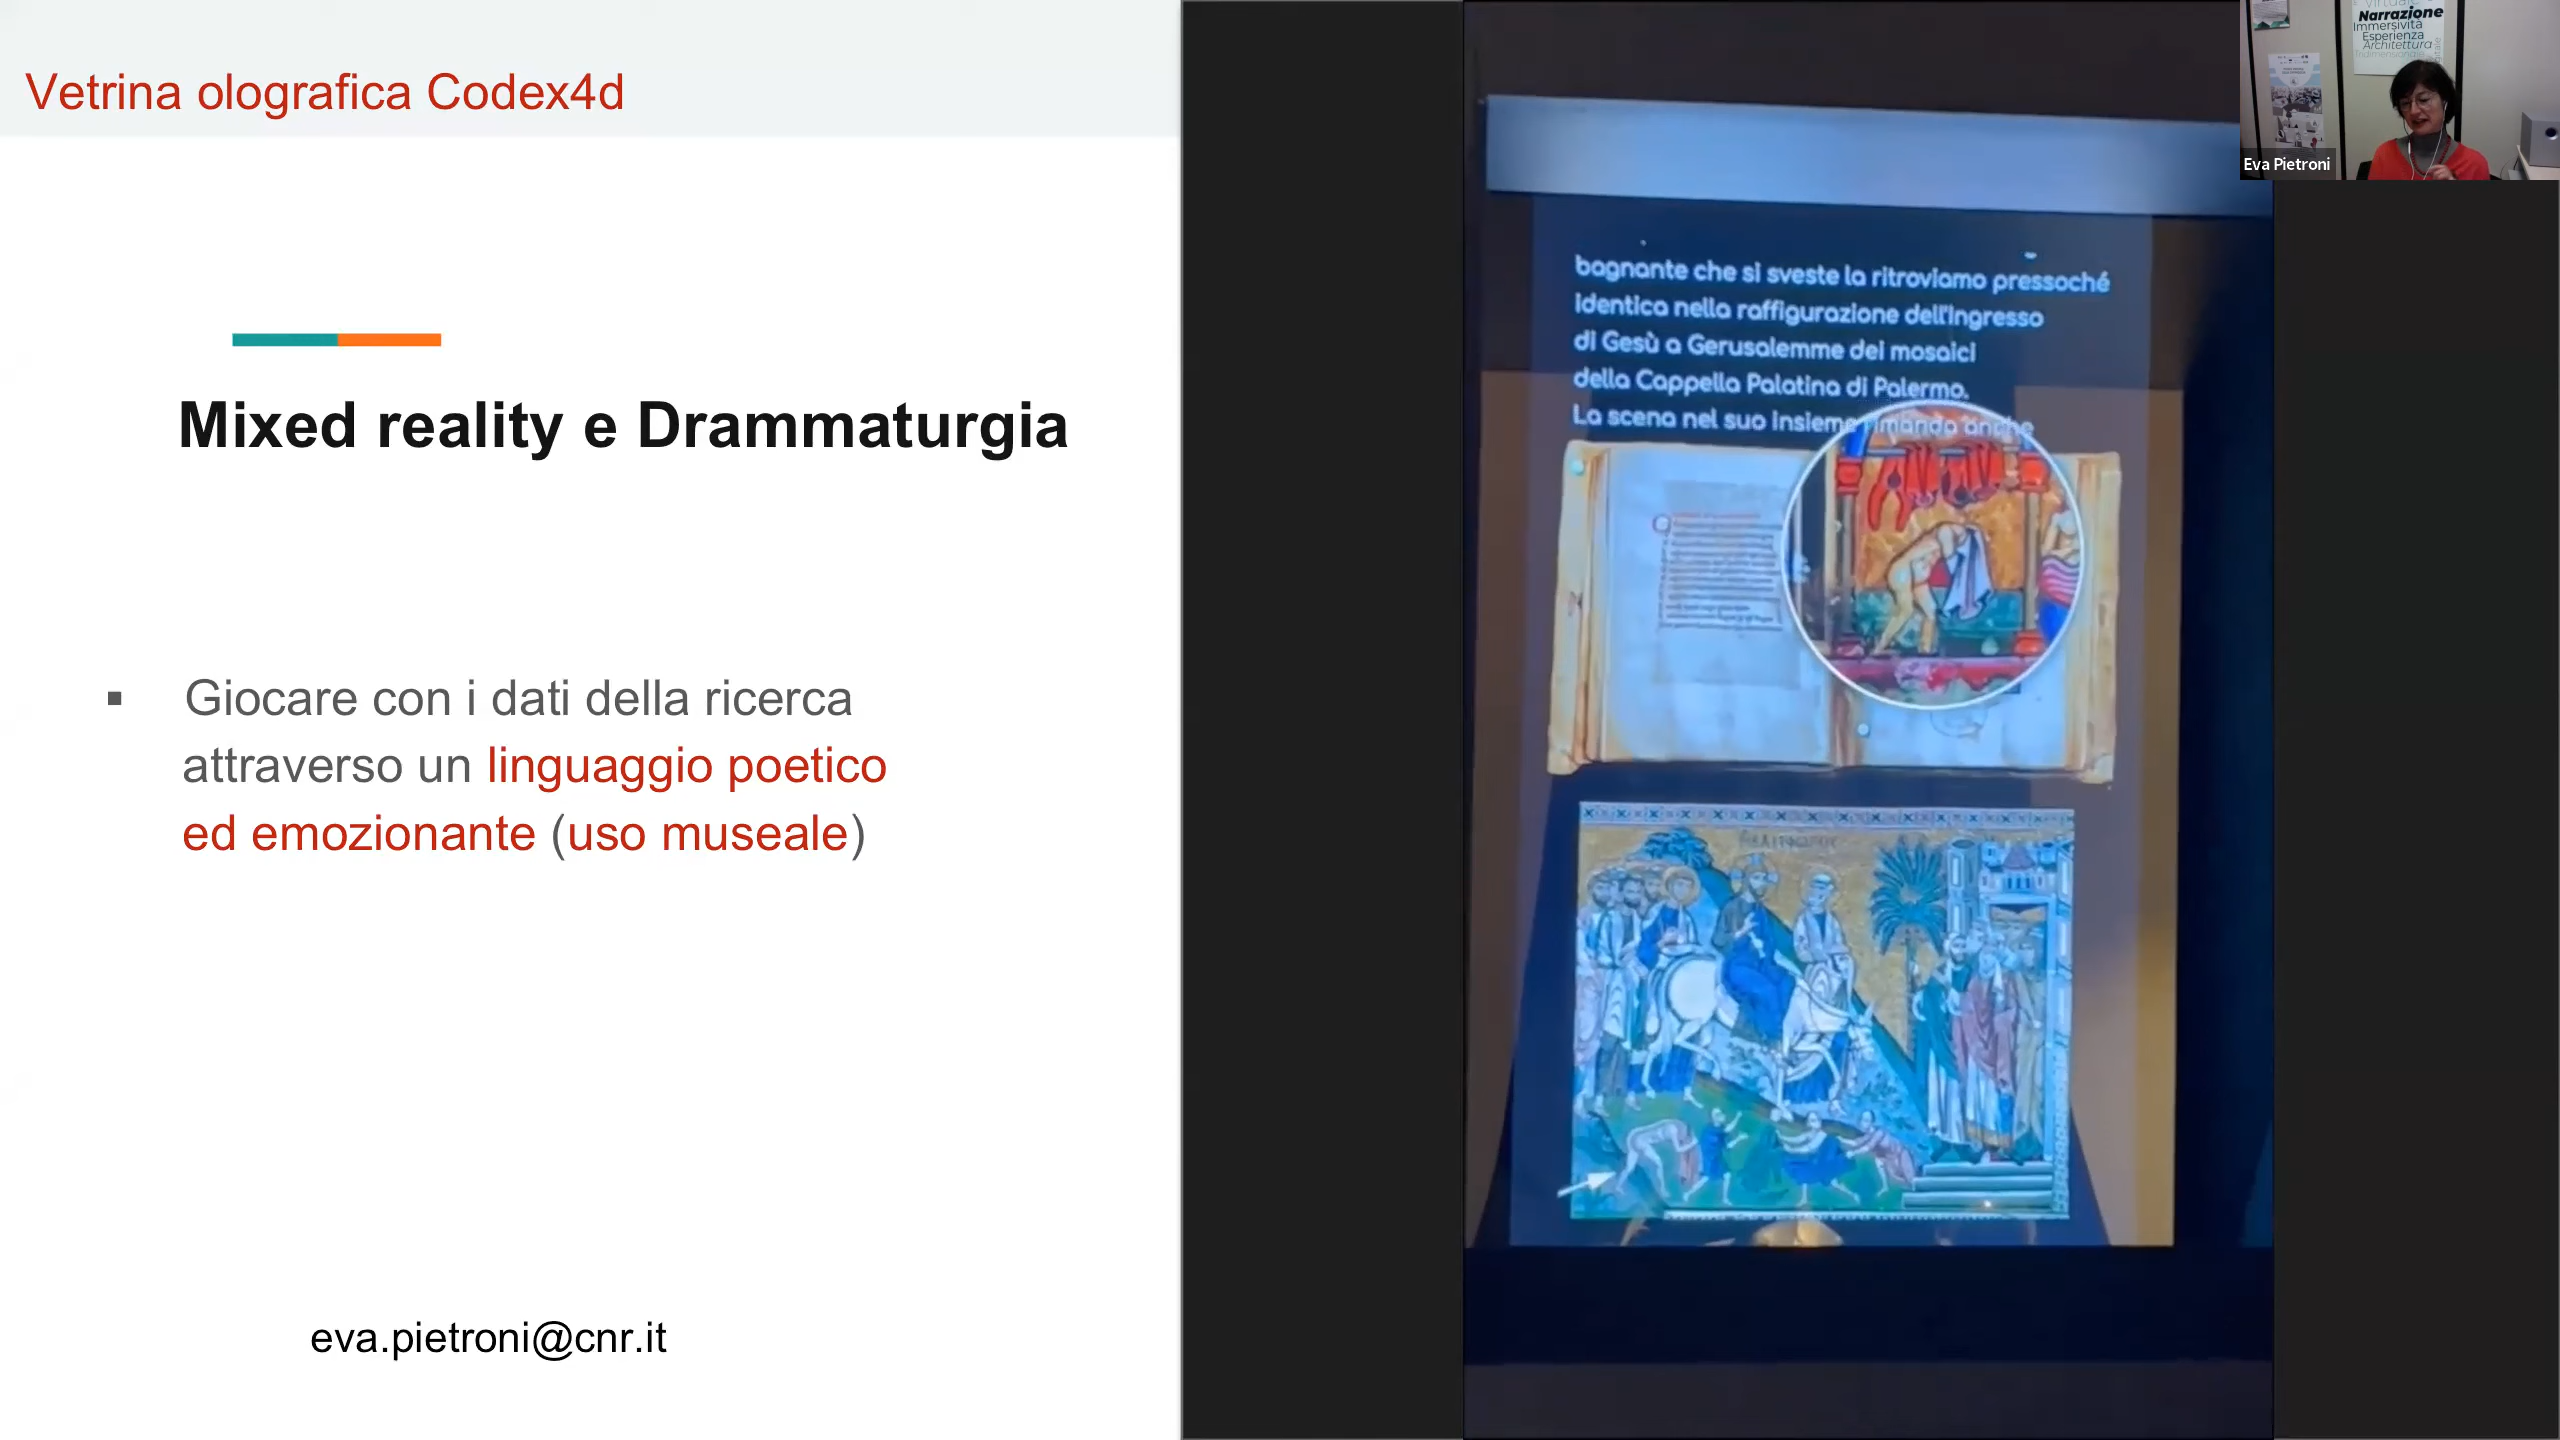 Vetrina olografica Codex4d
Mixed reality e Drammaturgia
▪ Giocare con i dati della ricerca
attraverso un linguaggio poetico
ed emozionante (uso museale)
eva.pietroni@cnr.it
bagnante che si sveste la ritroviamo pressoché
identica nella raffigurazione dell'Ingresso
di Gesù a Gerusalemme dei mosaici
della Cappella Palatina di Palermo.
La scena nel suo insieme rimanda anche
Narrazione
Immersività
Esperienza
Architettura
Eva Pietroni